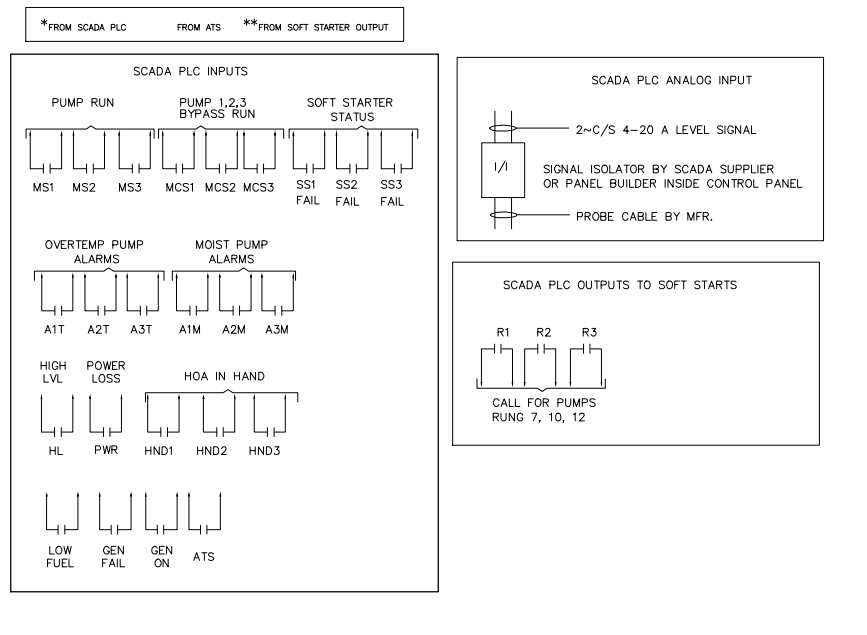 *FROM SCADA PLC FROM ATS **FROM SOFT STARTER OUTPUT
SCADA PLC INPUTS
PUMP RUN
PUMP 1,2,3
BYPASS RUN
SOFT STARTER
STATUS
MS1 MS2 MS3 MCS1 MCS2 MCS3
SS1
FAIL
SS2
FAIL
SS3
FAIL
OVERTEMP PUMP
ALARMS
MOIST PUMP
ALARMS
A1T A2T A3T A1M A2M A3M
HIGH
LVL
POWER
LOSS
HOA IN HAND
HL PWR HND1 HND2 HND3
LOW
FUEL
GEN
FAIL
GEN
ON
ATS
SCADA PLC ANALOG INPUT
2~C/S 4-20 A LEVEL SIGNAL
I/I
SIGNAL ISOLATOR BY SCADA SUPPLIER
OR PANEL BUILDER INSIDE CONTROL PANEL
PROBE CABLE BY MFR.
SCADA PLC OUTPUTS TO SOFT STARTS
R1 R2 R3
CALL FOR PUMPS
RUNG 7, 10, 12